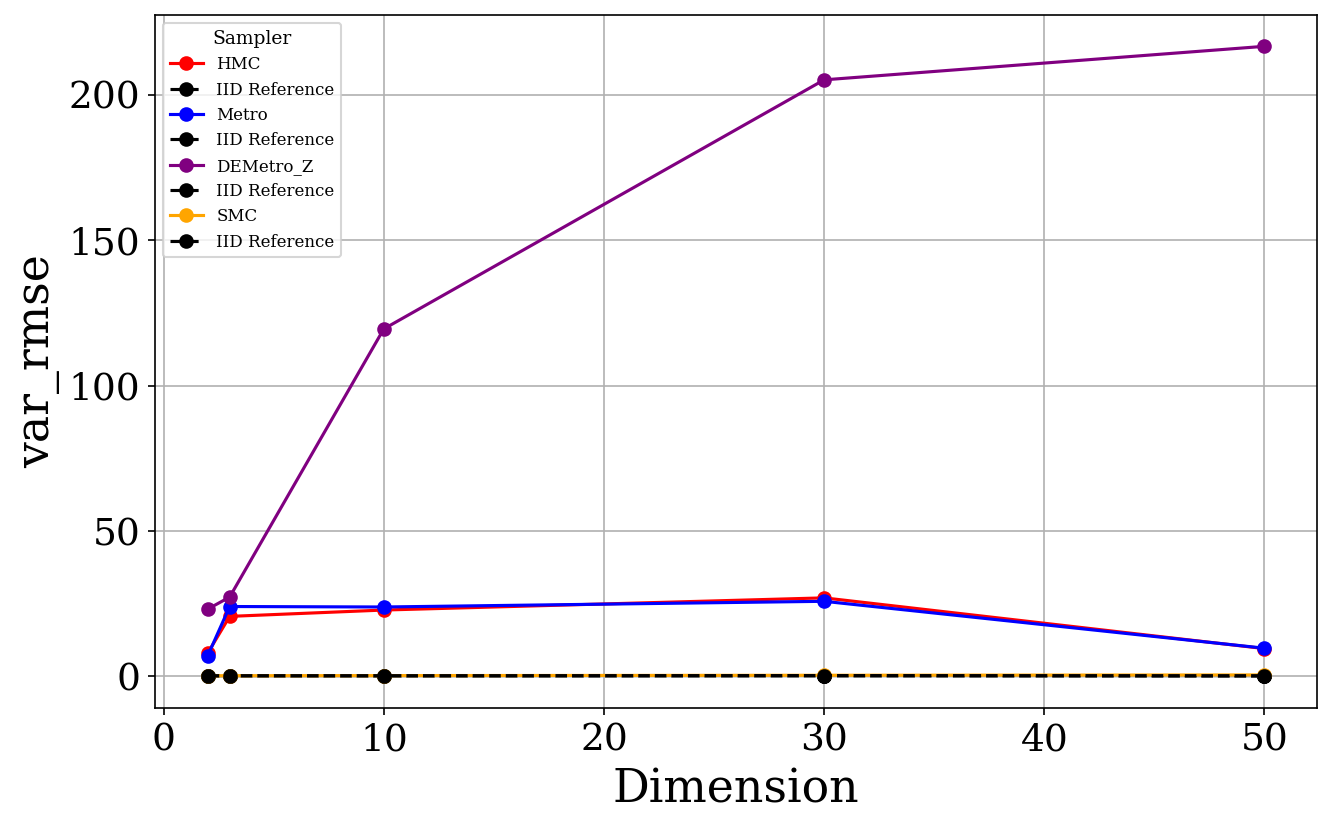 Sampler
HMC
IID Reference
Metro
IID Reference
DEMetro_Z
IID Reference
SMC
IID Reference
var_rmse
200
150
100
50
0
0 10 20 30 40 50
Dimension